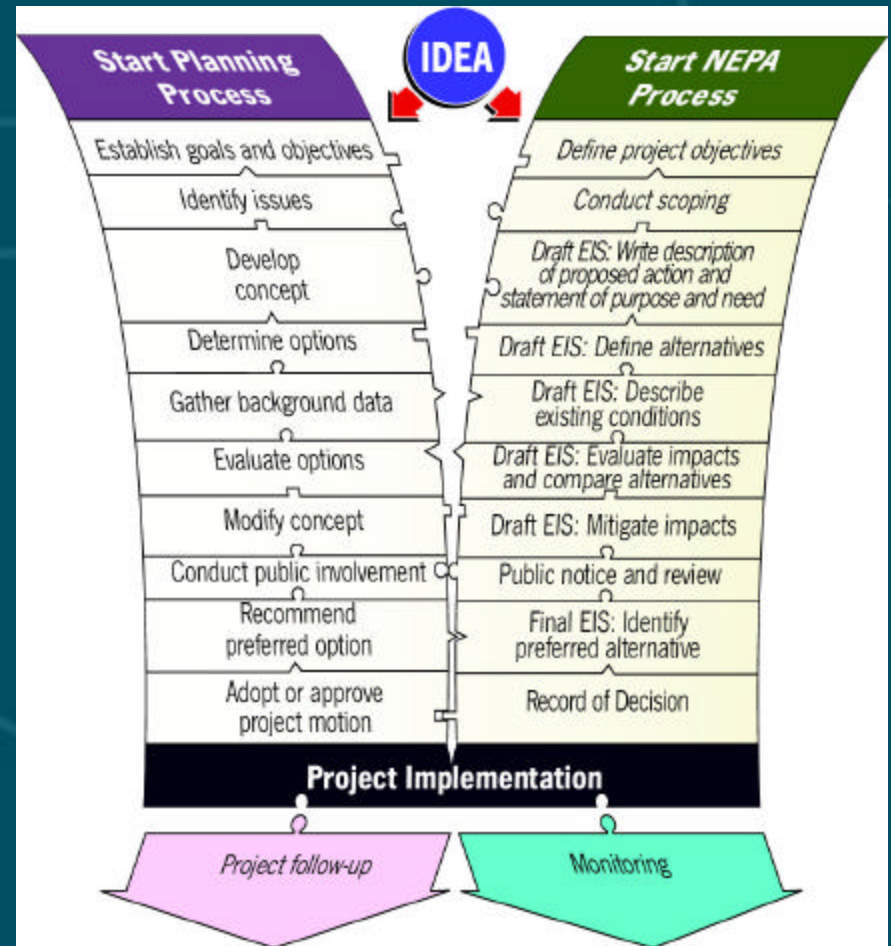 IDEA
Start Planning
Process
Establish goals and objectives
Identify issues
Develop
concept
Determine options
Gather background data
Evaluate options
Modify concept
Conduct public involvement
Recommend
preferred option
Adopt or approve
project motion
Start NEPA
Process
Define project objectives
Conduct scoping
Draft EIS: Write description
of proposed action and
statement of purpose and need
Draft EIS: Define alternatives
Draft EIS: Describe
existing conditions
Draft EIS: Evaluate impacts
and compare alternatives
Draft EIS: Mitigate impacts
Public notice and review
Final EIS: Identify
preferred alternative
Record of Decision
Project Implementation
Project follow-up
Monitoring